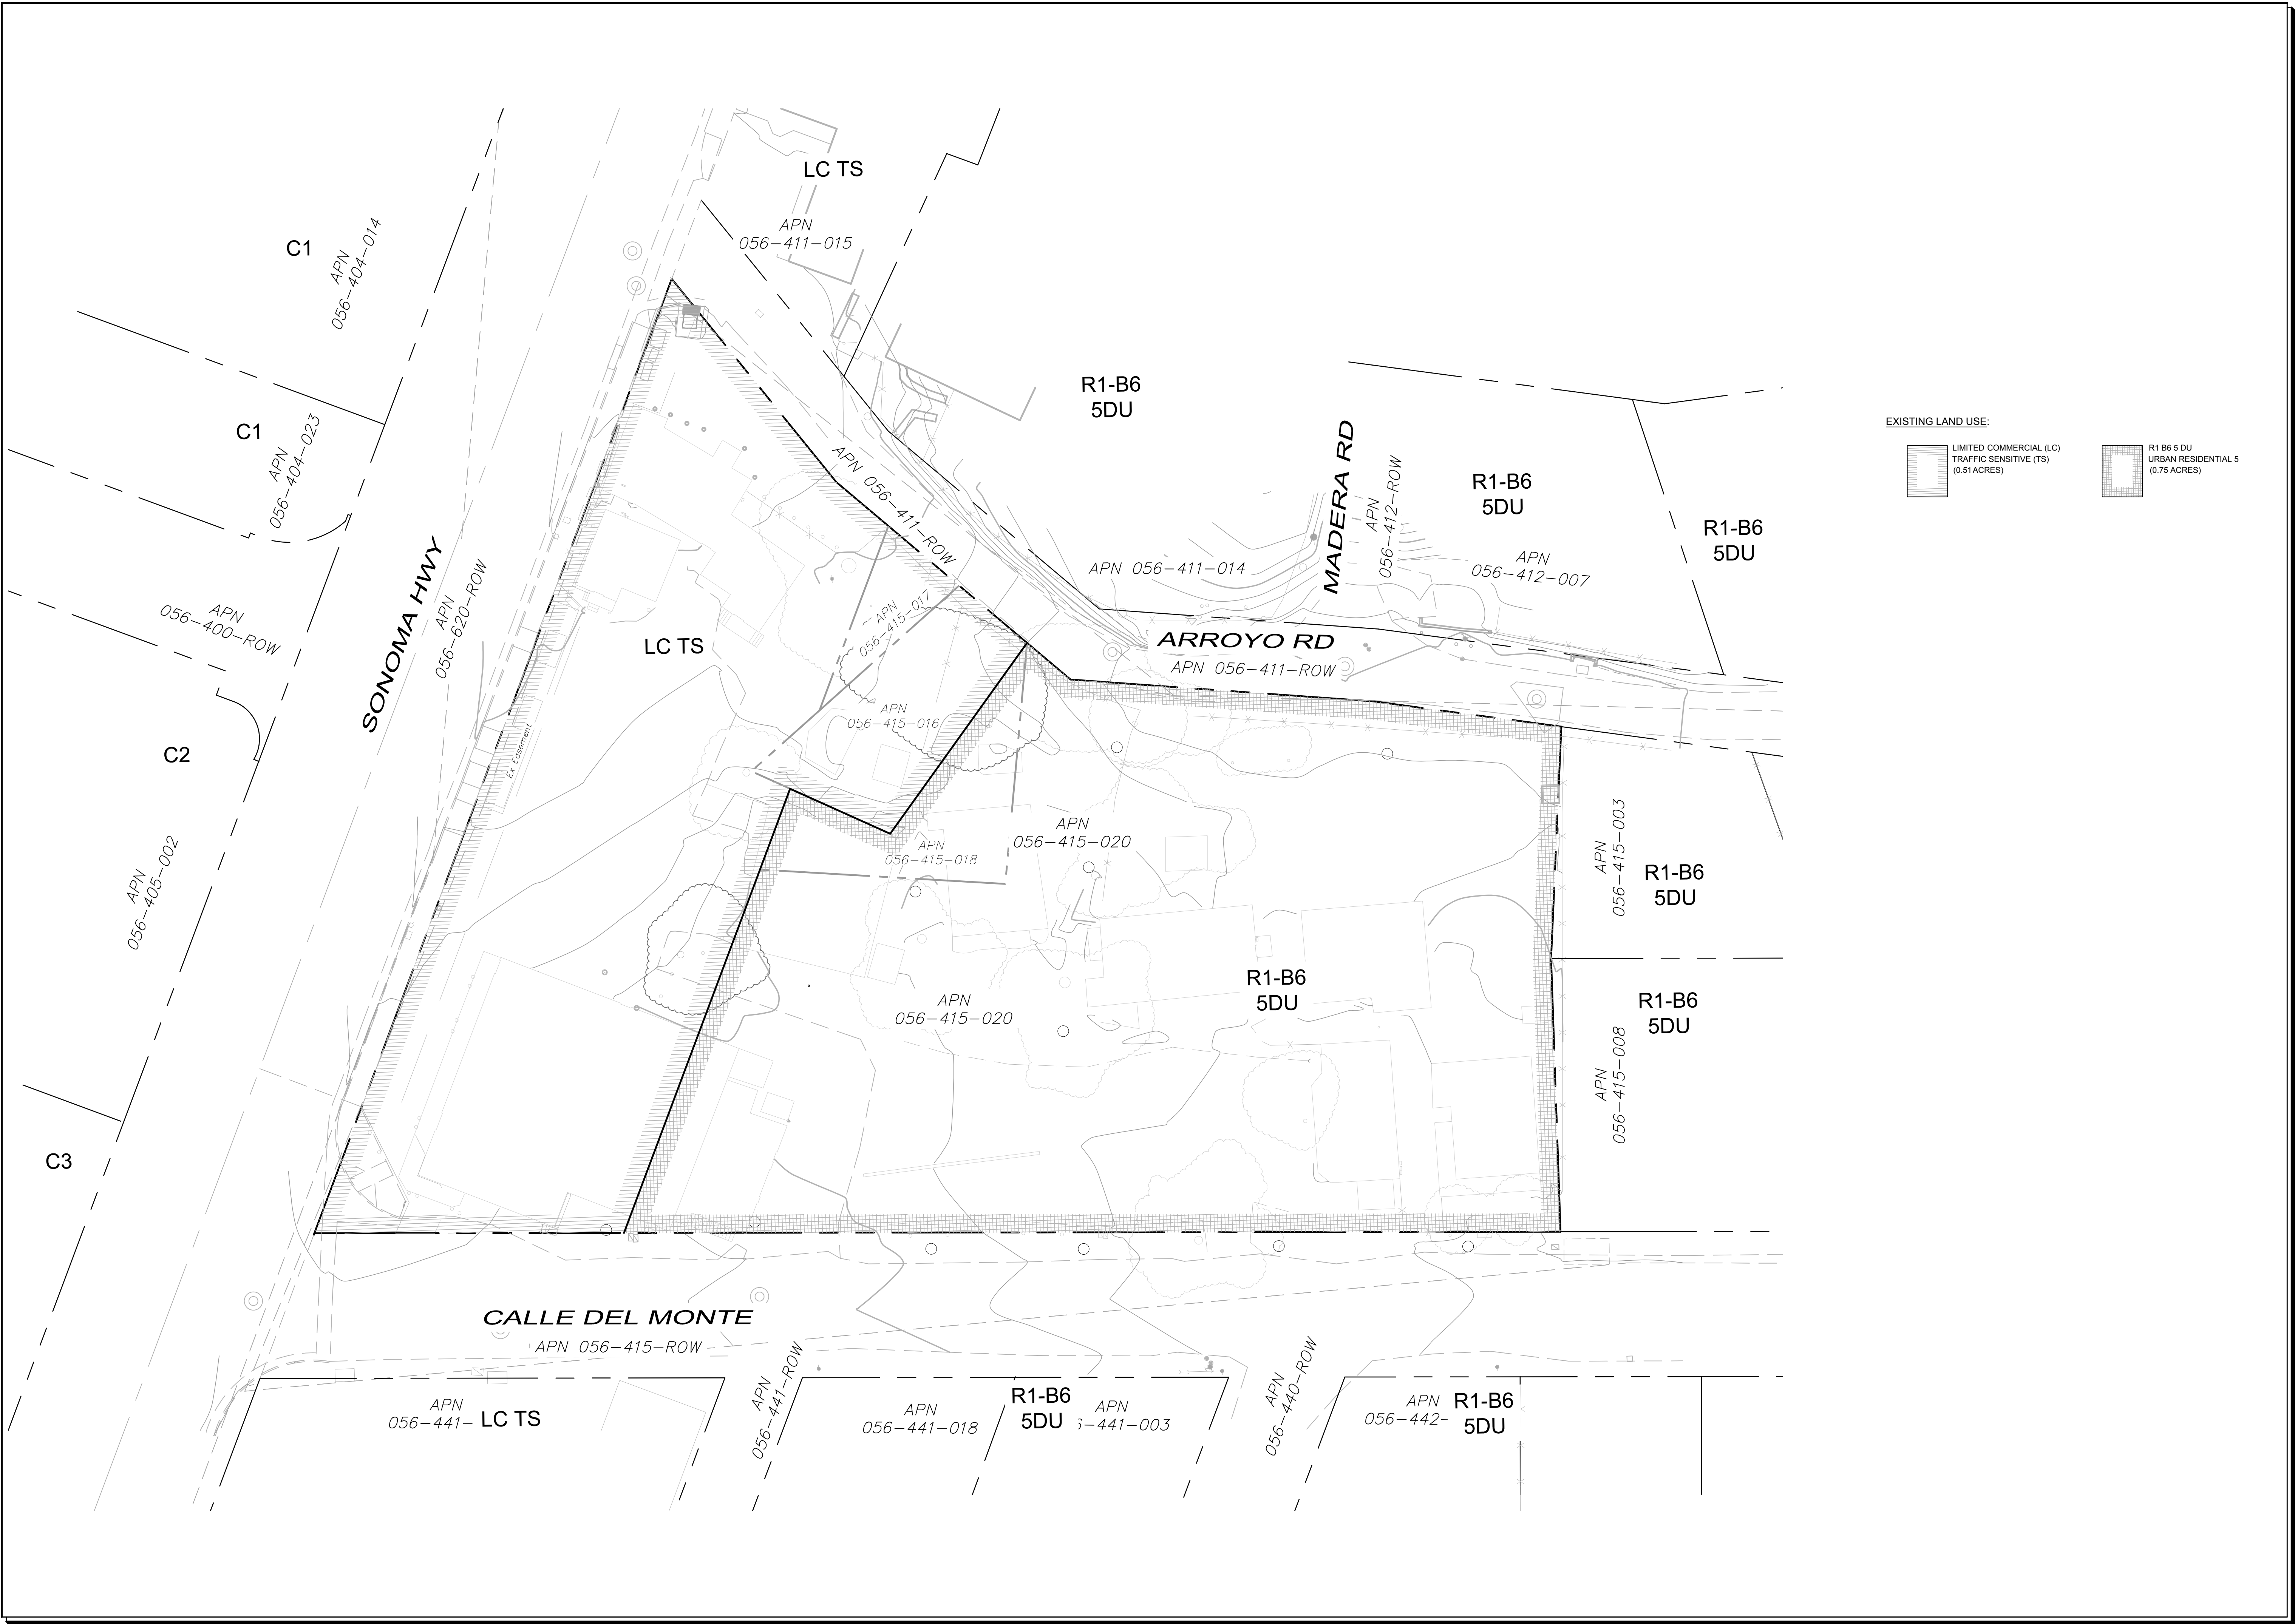 LC TS
APN
056-411-015
C1
APN
056-404-014
C1
APN
056-404-023
R1-B6
5DU
EXISTING LAND USE:
LIMITED COMMERCIAL (LC)
TRAFFIC SENSITIVE (TS)
(0.51 ACRES)
R1 B6 5 DU
URBAN RESIDENTIAL 5
(0.75 ACRES)
APN 056-411-ROW
MADERA RD
APN
056-412-ROW
R1-B6
5DU
R1-B6
5DU
APN
056-412-007
APN 056-411-014
SONOMA HWY
APN
056-620-ROW
APN
056-400-ROW
APN
056-415-017
LC TS
ARROYO RD
APN 056-411-ROW
APN
056-415-016
Ex Easement
C2
APN
056-405-002
APN
056-415-018
APN
056-415-020
APN
056-415-003
R1-B6
5DU
APN
056-415-020
R1-B6
5DU
R1-B6
5DU
APN
056-415-008
C3
CALLE DEL MONTE
APN 056-415-ROW
APN
056-441-
LC TS
APN
056-441-ROW
APN
056-441-018
R1-B6
5DU
APN
-441-003
APN
056-440-ROW
APN
056-442-
R1-B6
5DU